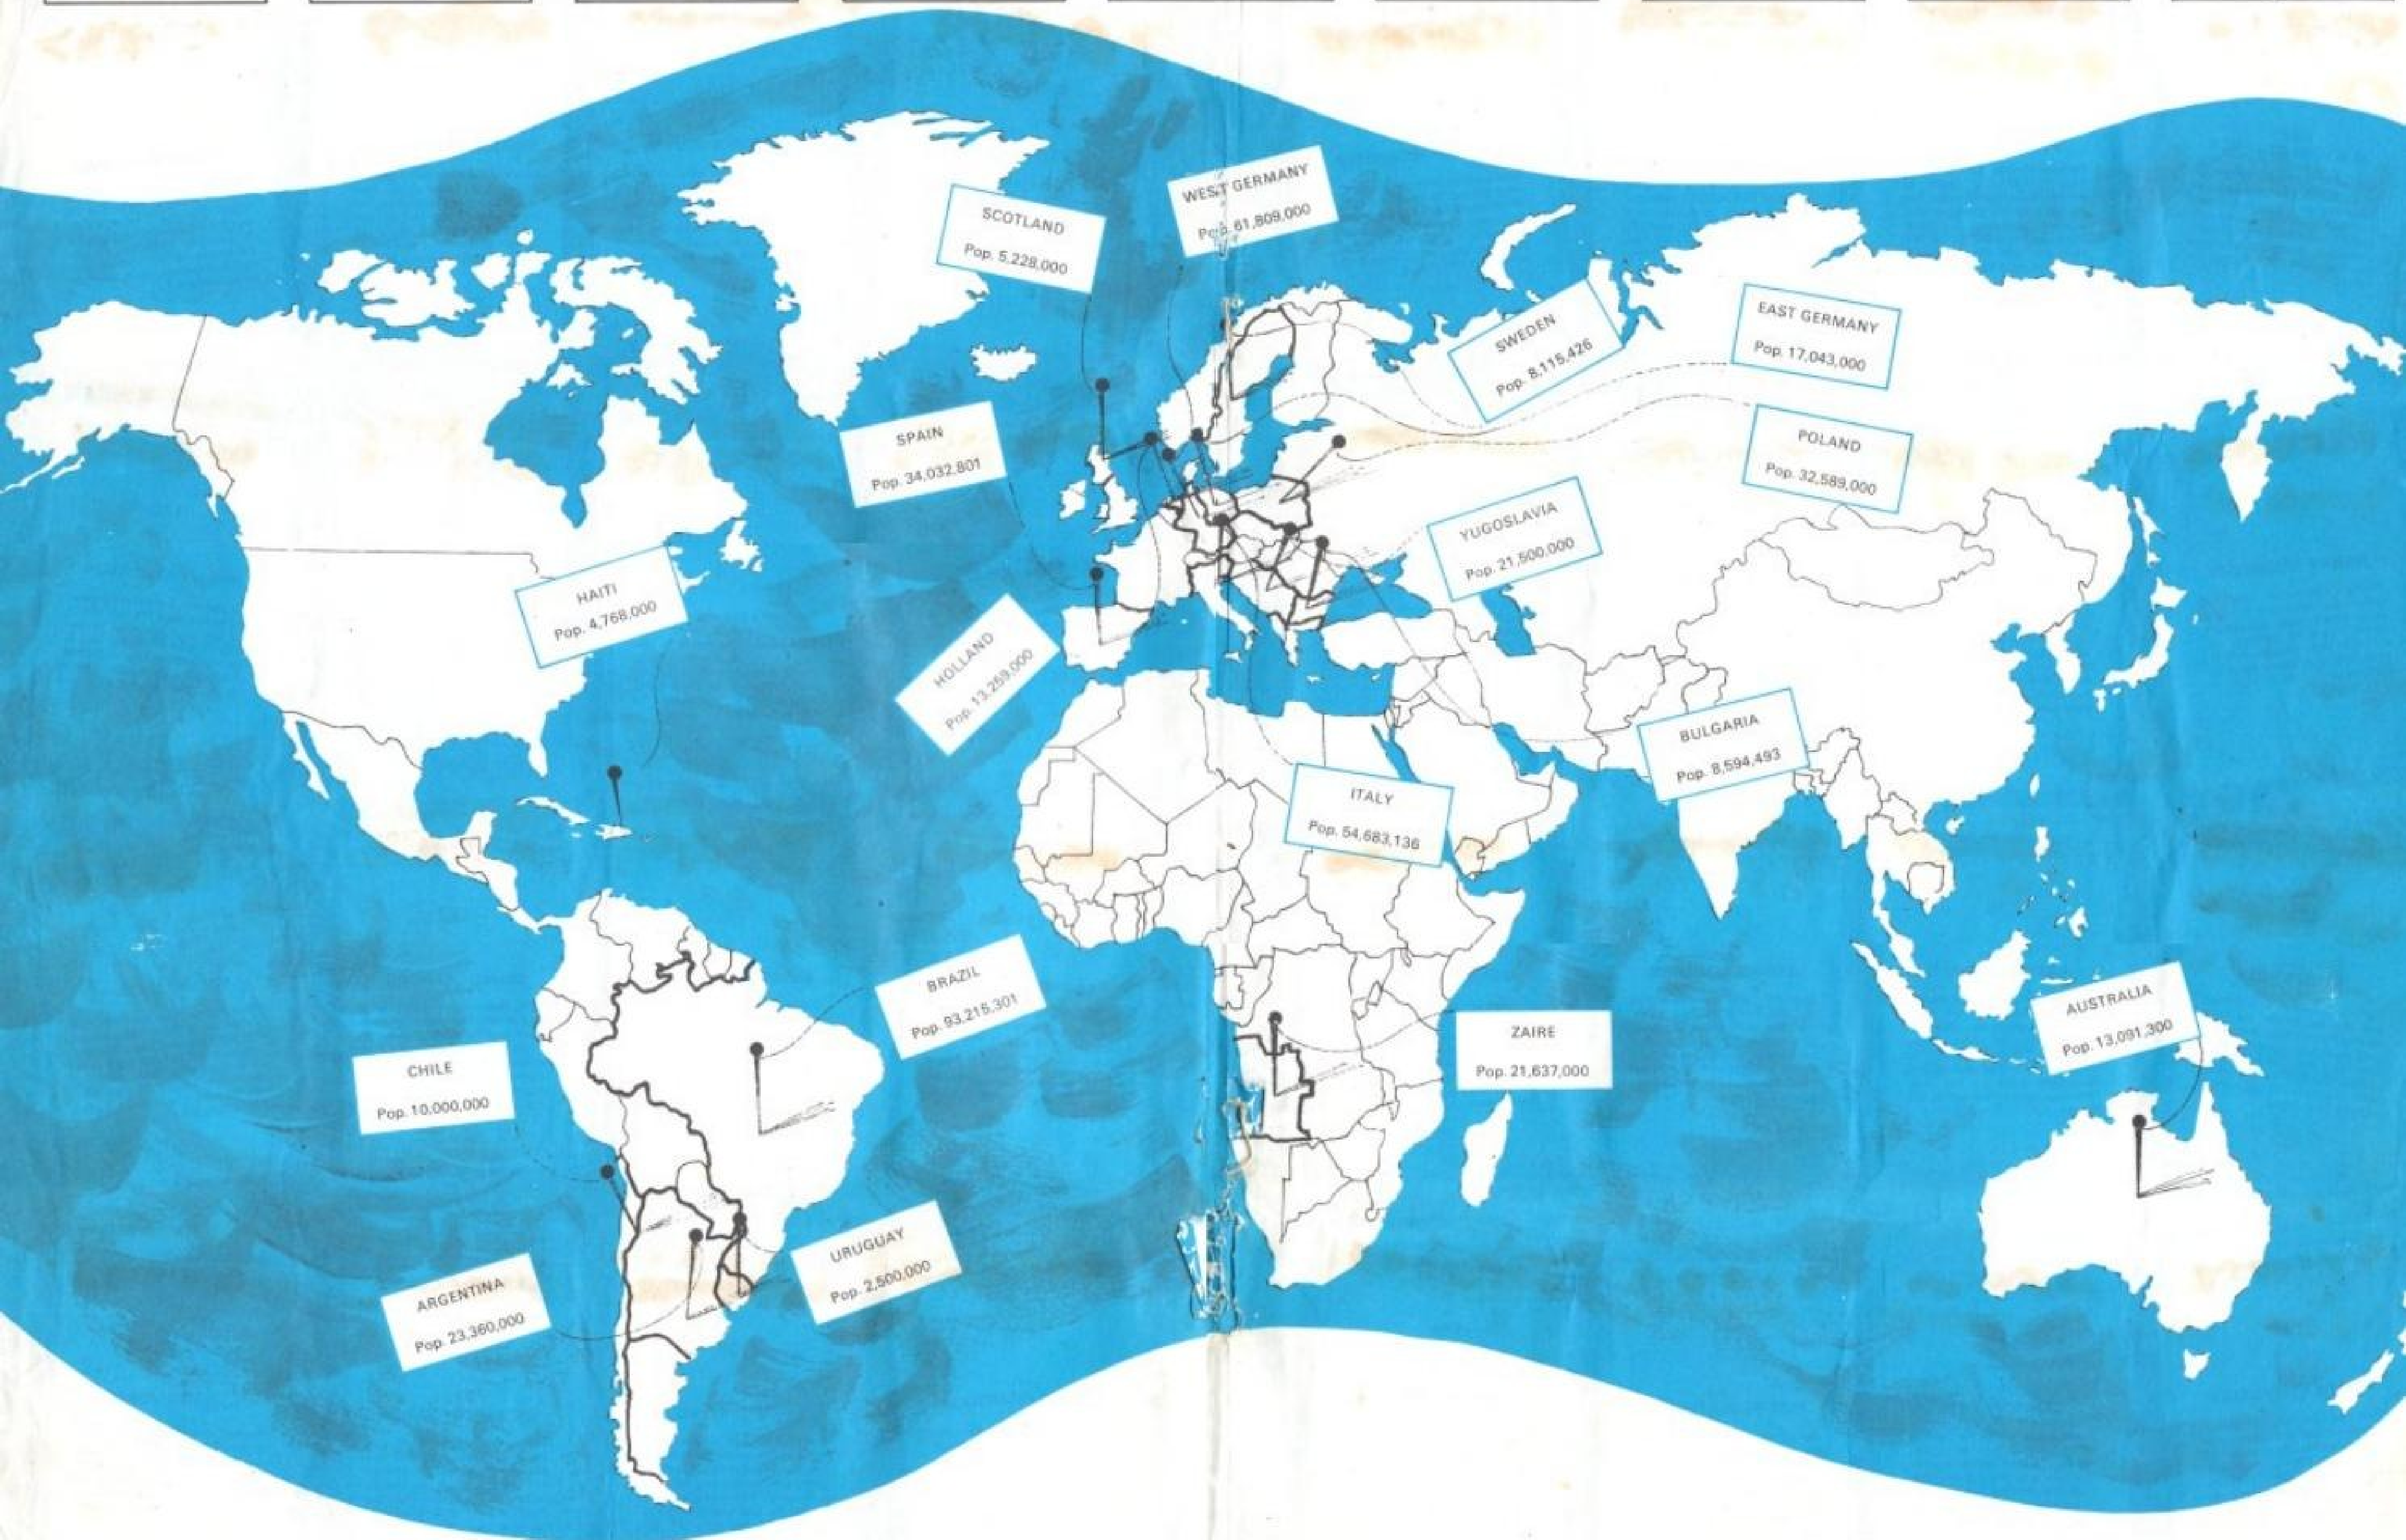 SCOTLAND
Pop. 5,228,000
WEST GERMANY
Pop. 61,809,000
SWEDEN
Pop. 8,115,426
EAST GERMANY
Pop. 17,043,000
SPAIN
Pop. 34,032,801
POLAND
Pop. 32,589,000
YUGOSLAVIA
Pop. 21,500,000
HAITI
Pop. 4,768,000
HOLLAND
Pop. 13,259,000
BULGARIA
Pop. 8,594,493
ITALY
Pop. 54,683,136
BRAZIL
Pop. 93,215,301
AUSTRALIA
Pop. 13,091,300
ZAIRE
Pop. 21,637,000
CHILE
Pop. 10,000,000
URUGUAY
Pop. 2,500,000
ARGENTINA
Pop. 23,360,000